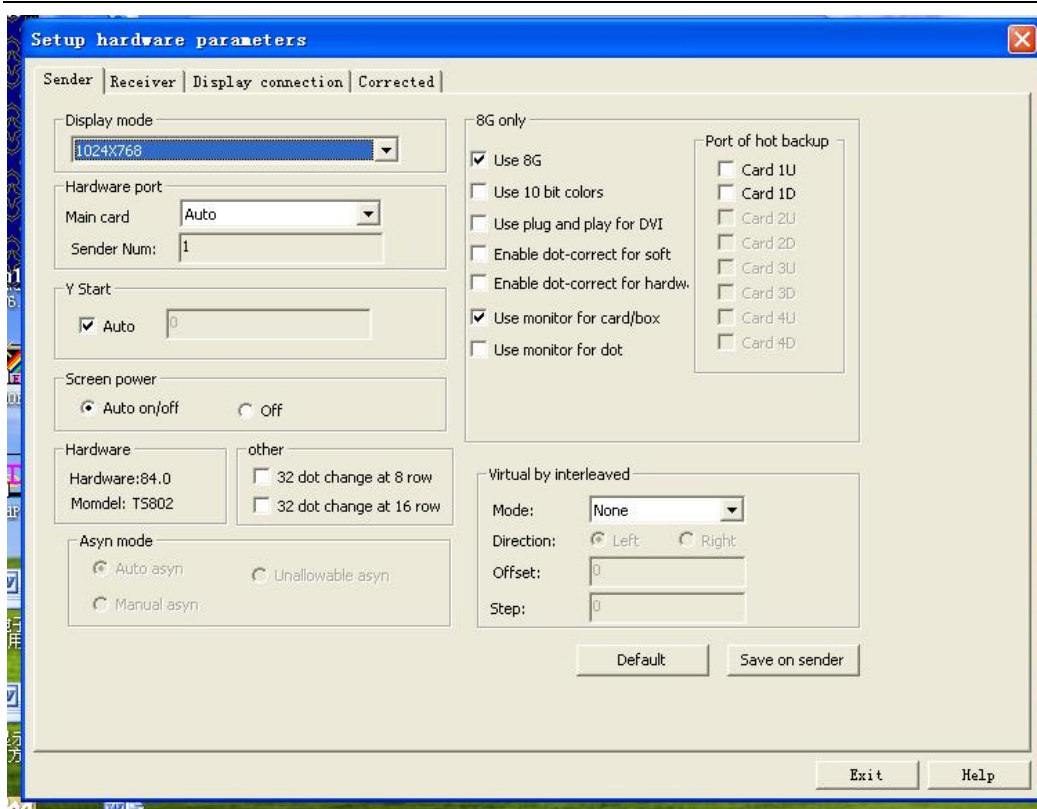 Setup hardware parameters
Sender
Receiver
Display connection
Corrected
Display mode
1024X768
Hardware port
Main card
Auto
Sender Num:
1
Y Start
Auto
0
Screen power
Auto on/off
Off
Hardware
Hardware:84.0
Momdel: TS802
other
32 dot change at 8 row
32 dot change at 16 row
Asyn mode
Auto asyn
Unallowable asyn
Manual asyn
8G only
Use 8G
Use 10 bit colors
Use plug and play for DVI
Enable dot-correct for soft
Enable dot-correct for hardw.
Use monitor for card/box
Use monitor for dot
Port of hot backup
Card 1U
Card 1D
Card 2U
Card 2D
Card 3U
Card 3D
Card 4U
Card 4D
Virtual by interleaved
Mode:
None
Direction:
Left
Right
Offset:
0
Step:
0
Default
Save on sender
Exit
Help